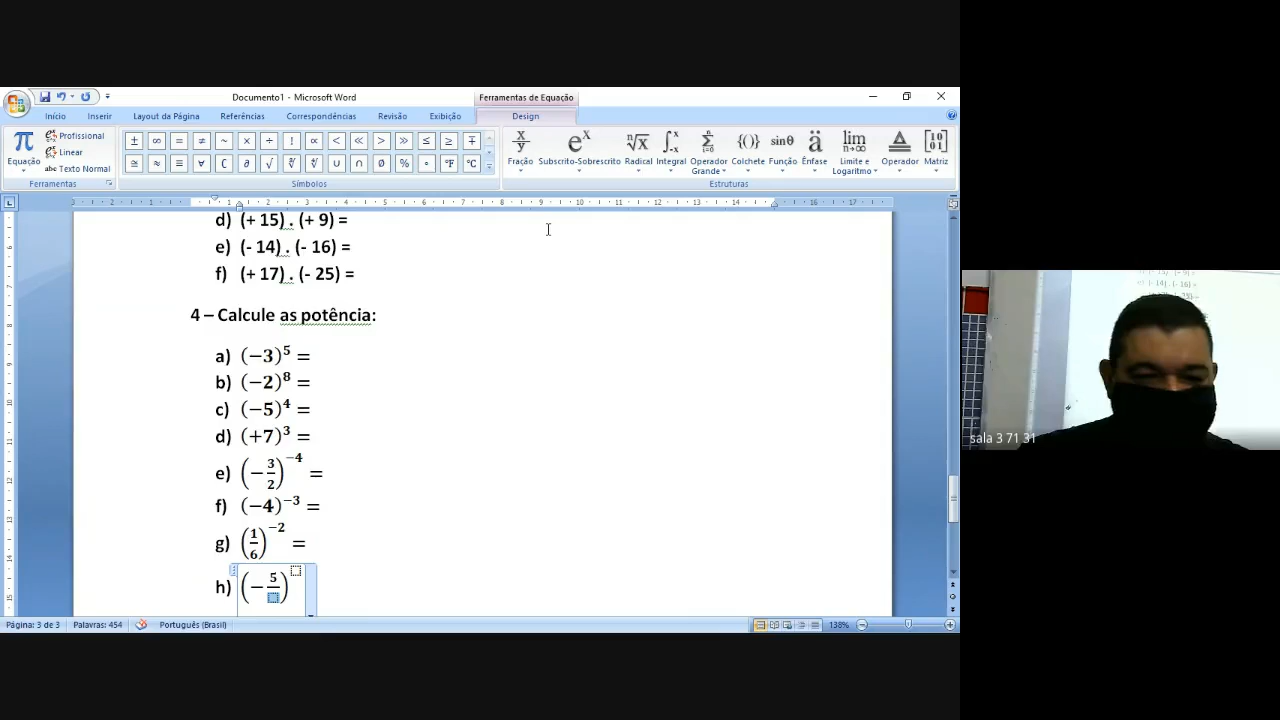 Documento1 - Microsoft Word
Ferramentas de Equação
Início Inserir Layout da Página Referências Correspondências Revisão Exibição Design
π Equação
Profissional
Linear
abc Texto Normal
Ferramentas
± ∞ = ≠ ~ × ÷ ! ∝ < ≪ > ≫ ≤ ≥ ∓
≅ ≈ ≡ ∀ ∁ ∂ √ ∛ ∜ ∪ ∩ ∅ % ° °F °C
Símbolos
Fração Subscrito-Sobrescrito Radical Integral Operador Grande Colchete Função Ênfase Limite e Logaritmo Operador Matriz
Estruturas
d) (+ 15) . (+ 9) =
e) (- 14) . (- 16) =
f) (+ 17) . (- 25) =
4 – Calcule as potência:
a) (−3)⁵ =
b) (−2)⁸ =
c) (−5)⁴ =
d) (+7)³ =
e) (−3/2)⁻⁴ =
f) (−4)⁻³ =
g) (1/6)⁻² =
h) (−5/
Página: 3 de 3 Palavras: 454 Português (Brasil) 138%
sala 3 71 31